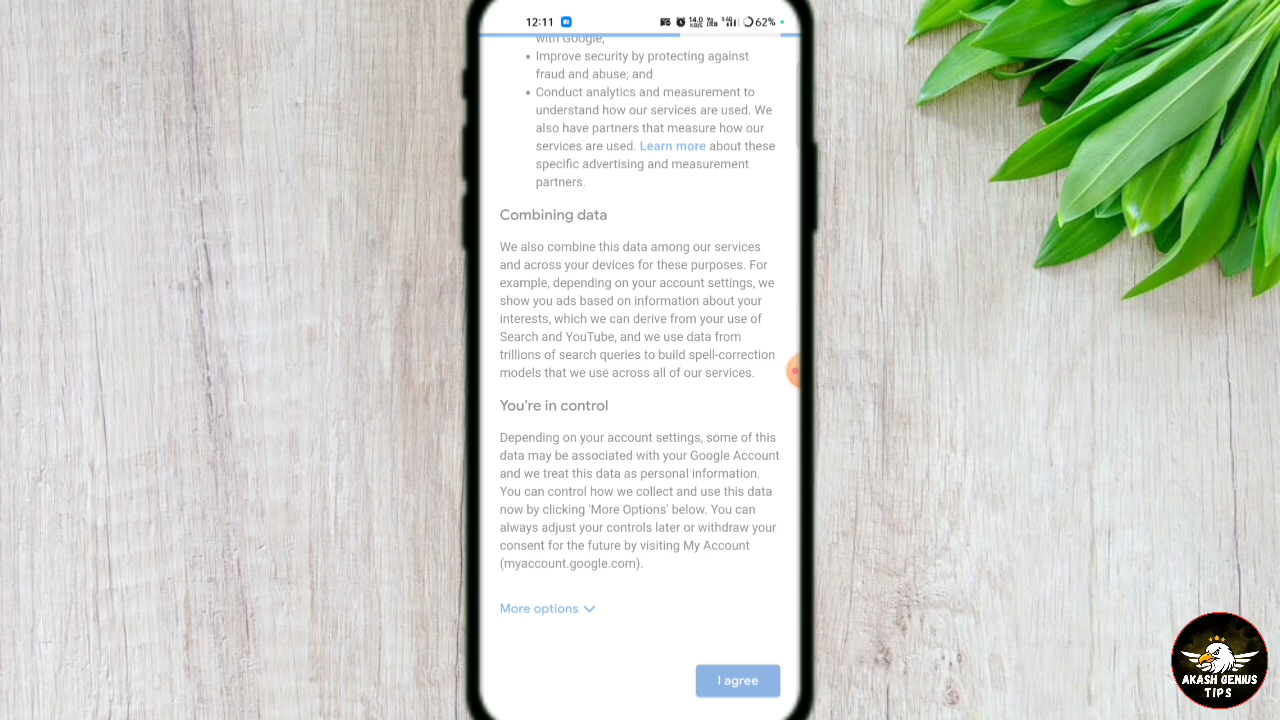 12:11
14.0
KB/S
62%
with Google;
• Improve security by protecting against
fraud and abuse; and
• Conduct analytics and measurement to
understand how our services are used. We
also have partners that measure how our
services are used. Learn more about these
specific advertising and measurement
partners.
Combining data
We also combine this data among our services
and across your devices for these purposes. For
example, depending on your account settings, we
show you ads based on information about your
interests, which we can derive from your use of
Search and YouTube, and we use data from
trillions of search queries to build spell-correction
models that we use across all of our services.
You're in control
Depending on your account settings, some of this
data may be associated with your Google Account
and we treat this data as personal information.
You can control how we collect and use this data
now by clicking 'More Options' below. You can
always adjust your controls later or withdraw your
consent for the future by visiting My Account
(myaccount.google.com).
More options
I agree
AKASH GENIUS
TIPS